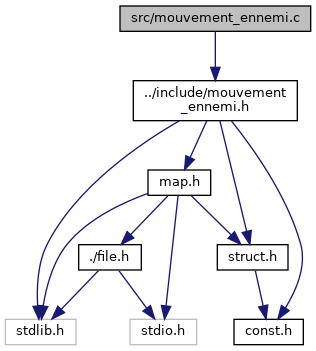 src/mouvement_ennemi.c
../include/mouvement
_ennemi.h
map.h
./file.h
struct.h
stdlib.h
stdio.h
const.h